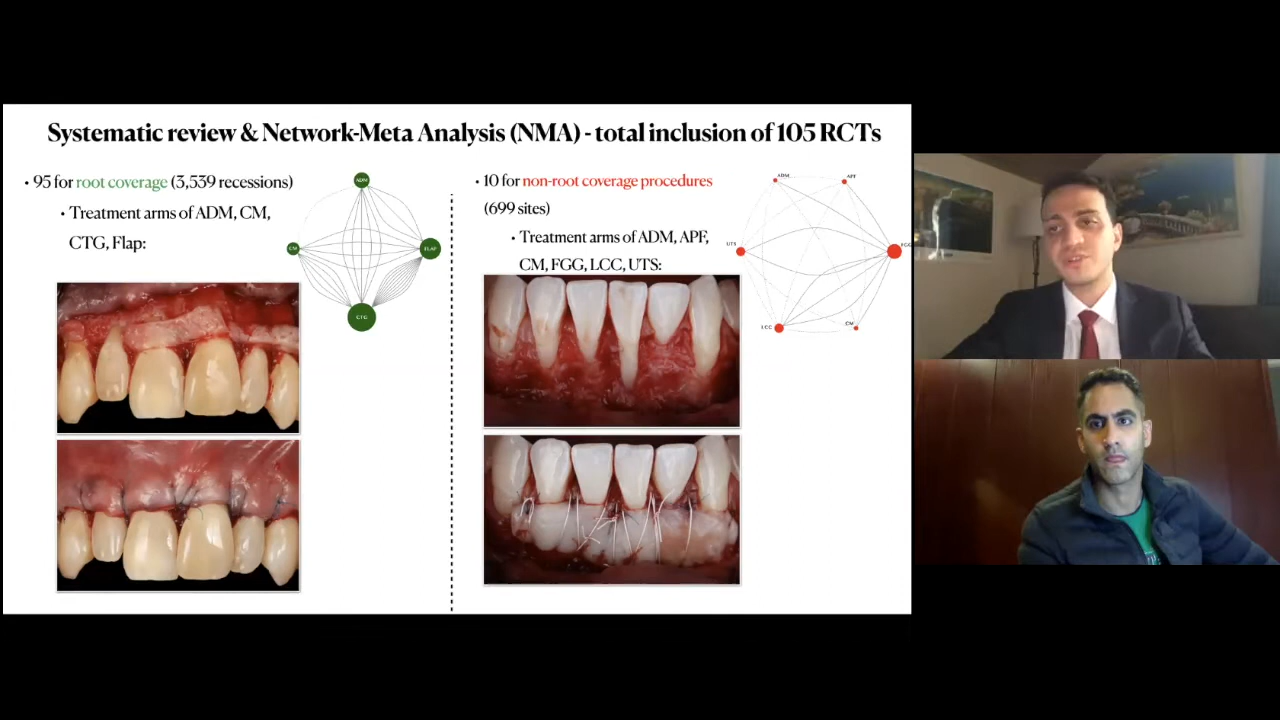 Systematic review & Network-Meta Analysis (NMA) - total inclusion of 105 RCTs
• 95 for root coverage (3,539 recessions)
• Treatment arms of ADM, CM,
CTG, Flap:
ADM
CM
FLAP
CTG
• 10 for non-root coverage procedures
(699 sites)
• Treatment arms of ADM, APF,
CM, FGG, LCC, UTS:
ADM
APF
UTS
FGG
LCC
CM